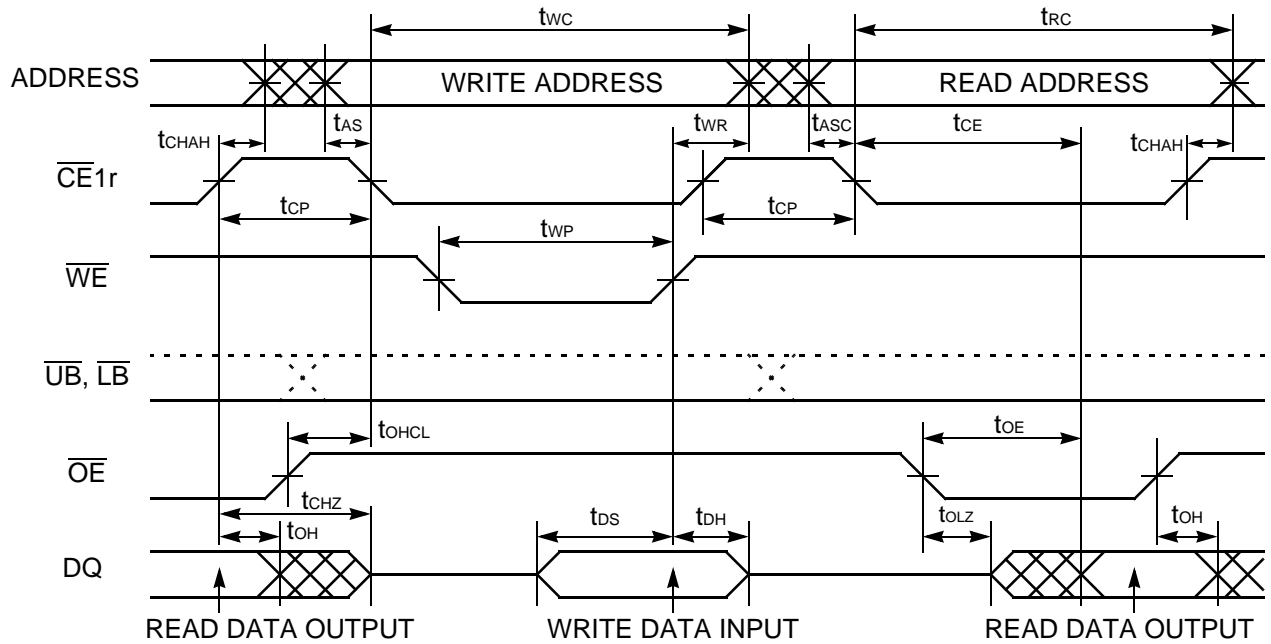 tWC
tRC
ADDRESS
WRITE ADDRESS
READ ADDRESS
tCHAH
tAS
tWR
tASC
tCE
tCHAH
CE1r
tCP
tCP
tWP
WE
UB, LB
tOHCL
tOE
OE
tCHZ
tOH
tDS
tDH
tOLZ
tOH
DQ
READ DATA OUTPUT
WRITE DATA INPUT
READ DATA OUTPUT